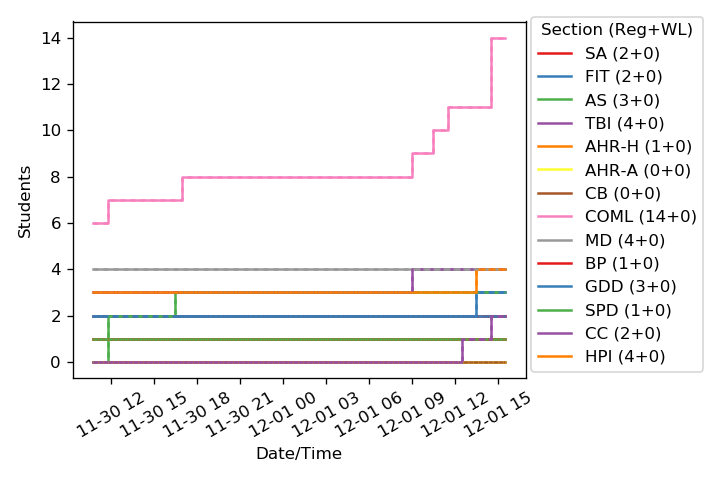 Section (Reg+WL)
SA (2+0)
FIT (2+0)
AS (3+0)
TBI (4+0)
AHR-H (1+0)
AHR-A (0+0)
CB (0+0)
COML (14+0)
MD (4+0)
BP (1+0)
GDD (3+0)
SPD (1+0)
CC (2+0)
HPI (4+0)
Students
14
12
10
8
6
4
2
0
11-30 12
11-30 15
11-30 18
11-30 21
12-01 00
12-01 03
12-01 06
12-01 09
12-01 12
12-01 15
Date/Time